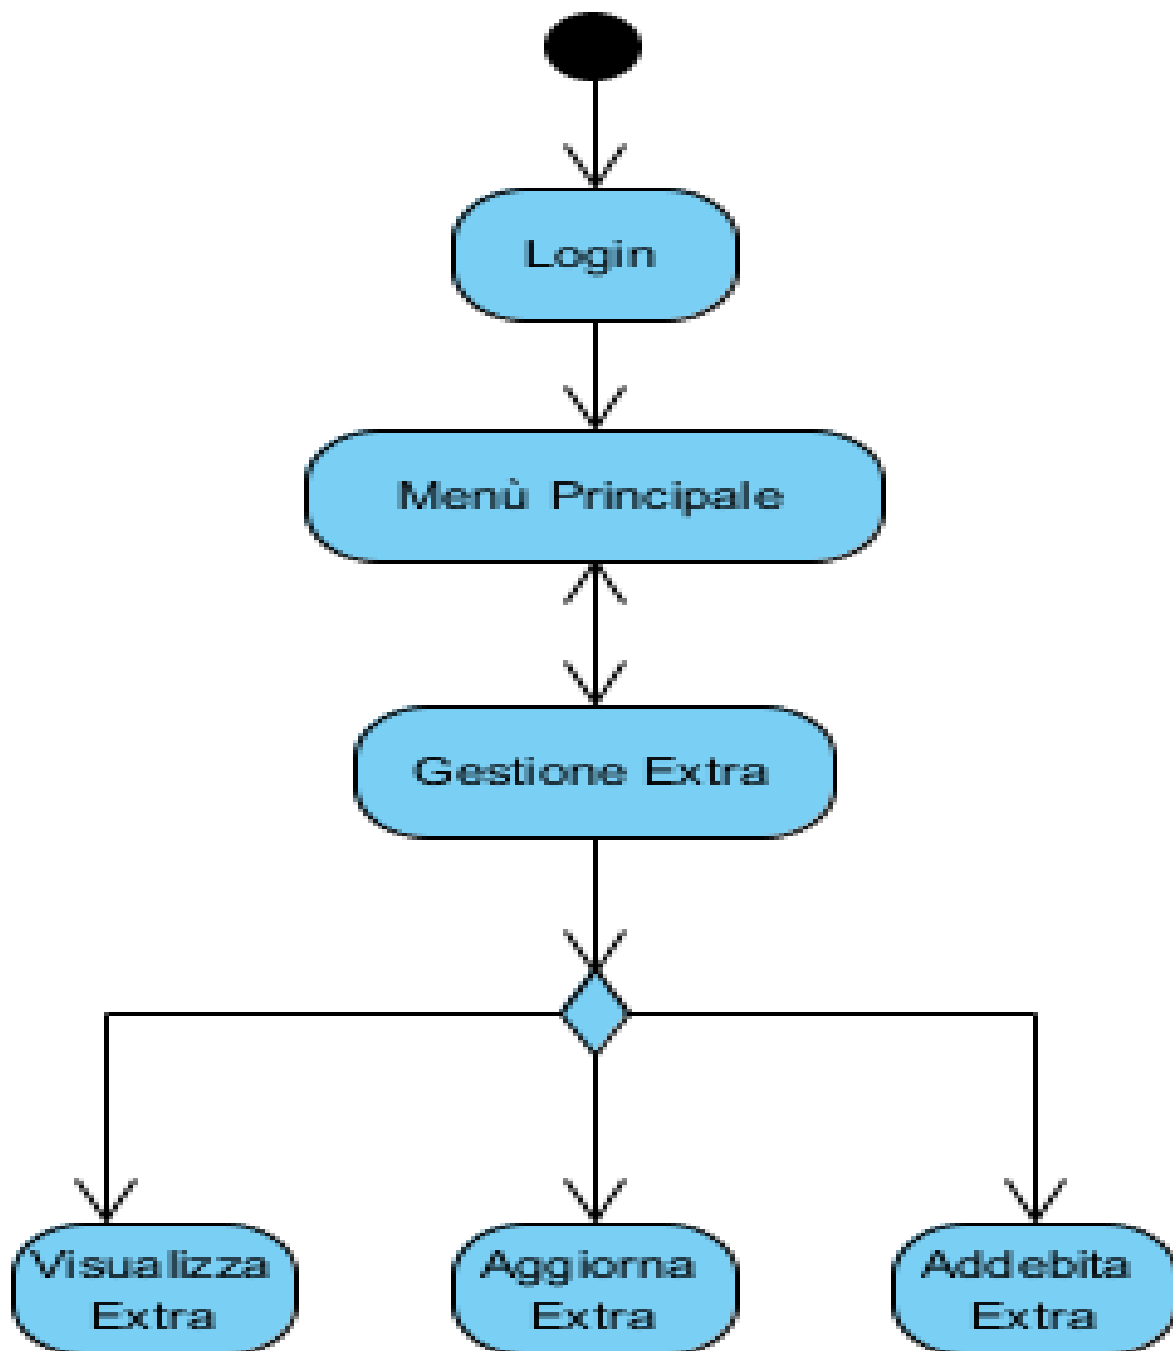 Login
Menù Principale
Gestione Extra
Visualizza
Extra
Aggiorna
Extra
Addebita
Extra